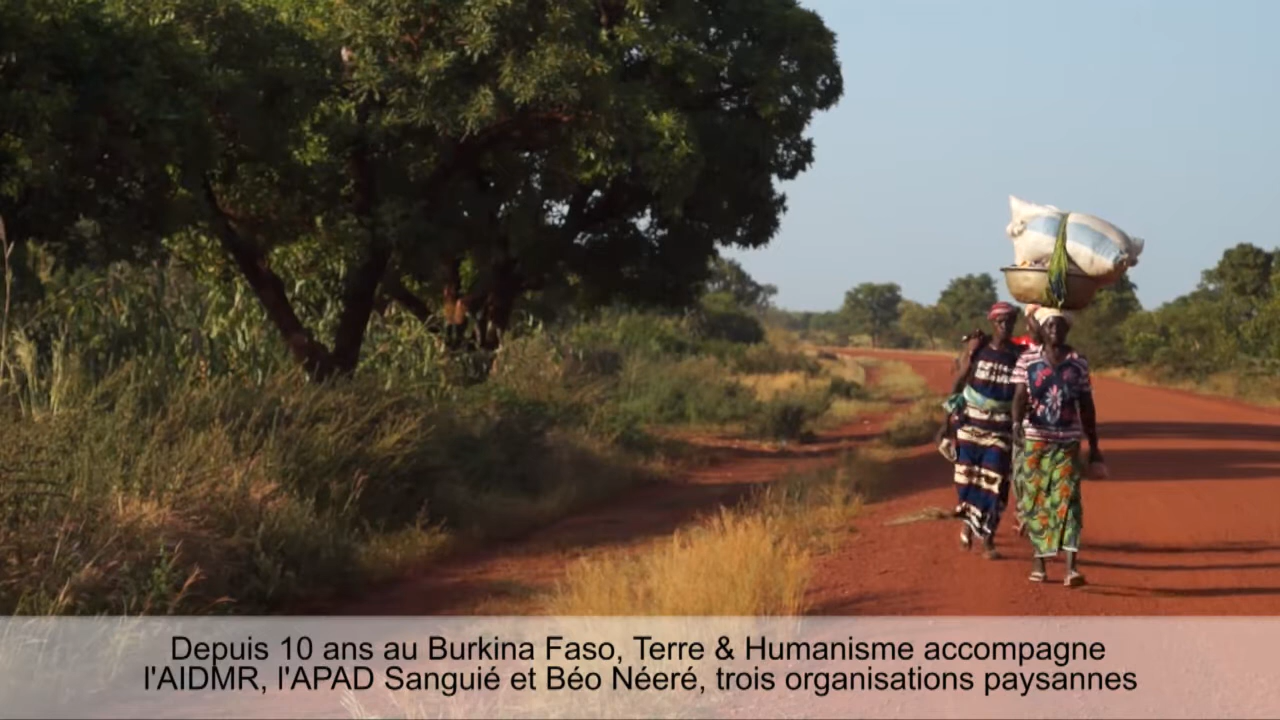 Depuis 10 ans au Burkina Faso, Terre & Humanisme accompagne
l'AIDMR, l'APAD Sanguié et Béo Néeré, trois organisations paysannes